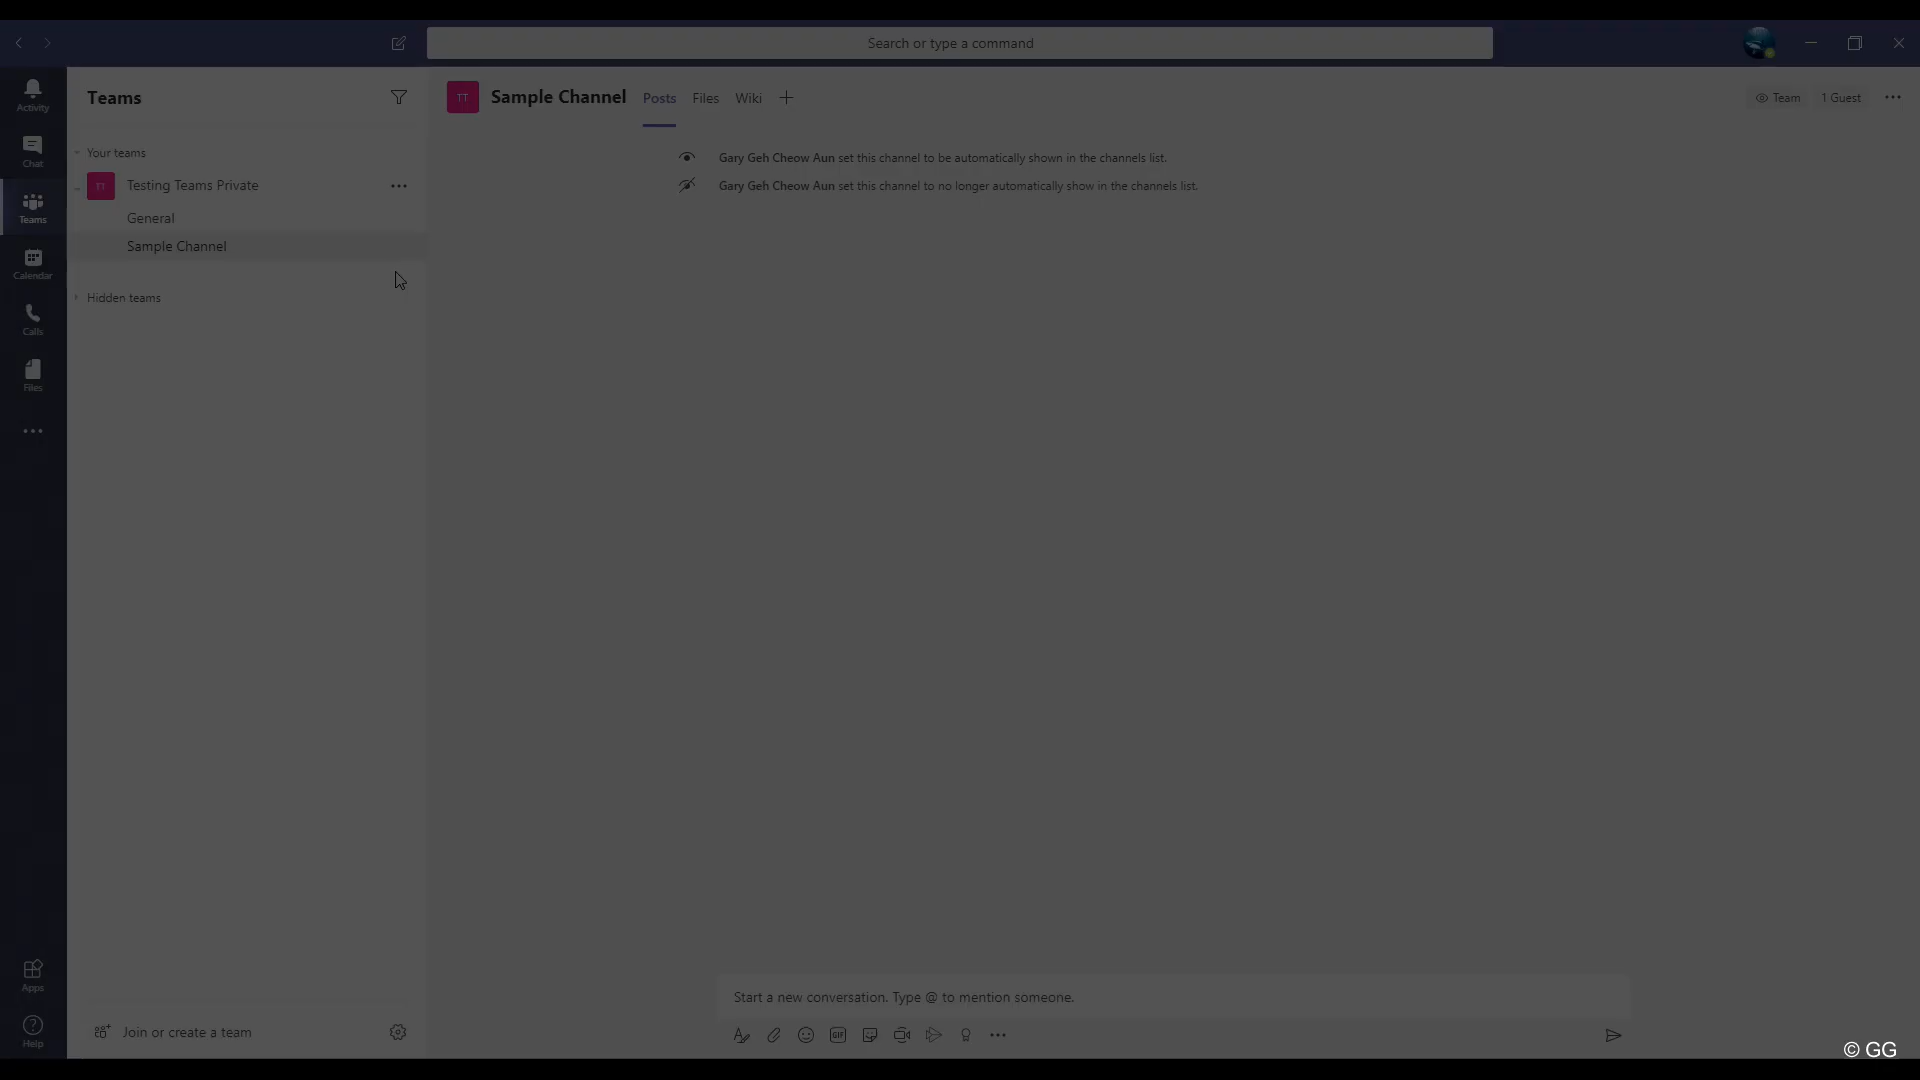 Search or type a command
Activity
Chat
Teams
Calendar
Calls
Files
Apps
Help
Teams
Your teams
TT Testing Teams Private
General
Sample Channel
Hidden teams
Join or create a team
TT Sample Channel Posts Files Wiki
Team 1 Guest
Gary Geh Cheow Aun set this channel to be automatically shown in the channels list.
Gary Geh Cheow Aun set this channel to no longer automatically show in the channels list.
Start a new conversation. Type @ to mention someone.
GIF
© GG